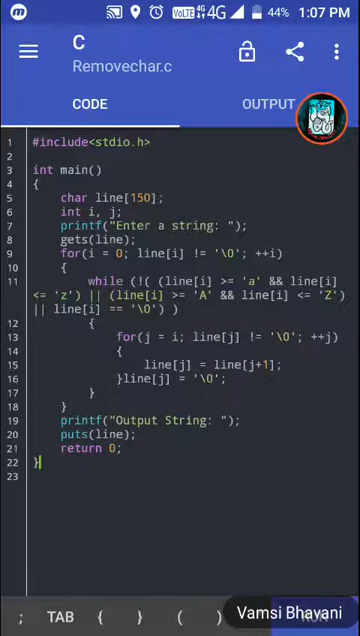 VoLTE 4G 4G 44% 1:07 PM
C
Removechar.c
CODE OUTPUT
1 #include<stdio.h>
2
3 int main()
4 {
5 char line[150];
6 int i, j;
7 printf("Enter a string: ");
8 gets(line);
9 for(i = 0; line[i] != '\0'; ++i)
10 {
11 while (!( (line[i] >= 'a' && line[i]
<= 'z') || (line[i] >= 'A' && line[i] <= 'Z')
|| line[i] == '\0') )
12 {
13 for(j = i; line[j] != '\0'; ++j)
14 {
15 line[j] = line[j+1];
16 }line[j] = '\0';
17 }
18 }
19 printf("Output String: ");
20 puts(line);
21 return 0;
22 }
23
; TAB { } ( )
Vamsi Bhavani